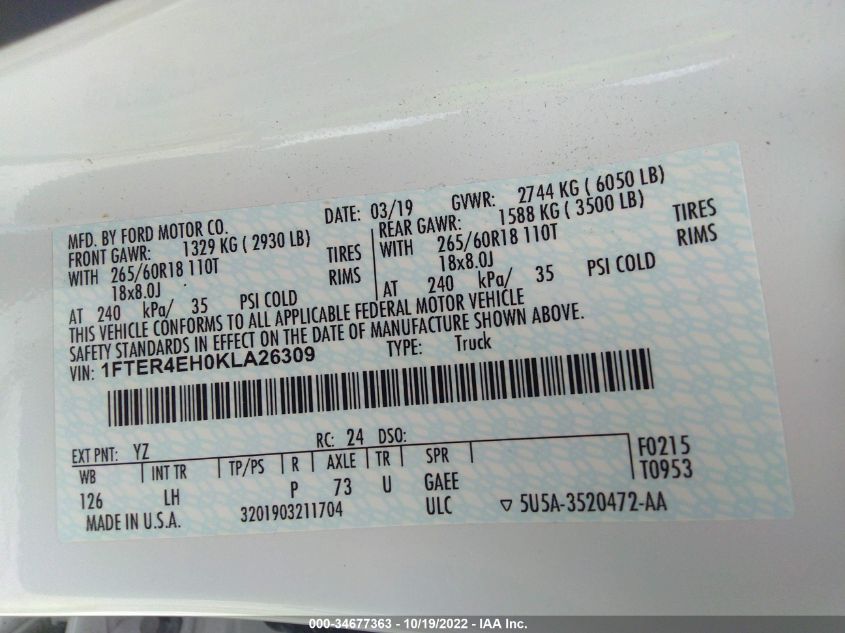 MFD. BY FORD MOTOR CO. DATE: 03/19 GVWR: 2744 KG ( 6050 LB)
FRONT GAWR: 1329 KG ( 2930 LB) REAR GAWR: 1588 KG ( 3500 LB)
WITH 265/60R18 110T TIRES WITH 265/60R18 110T TIRES
18x8.0J RIMS 18x8.0J RIMS
AT 240 kPa/ 35 PSI COLD AT 240 kPa/ 35 PSI COLD
THIS VEHICLE CONFORMS TO ALL APPLICABLE FEDERAL MOTOR VEHICLE
SAFETY STANDARDS IN EFFECT ON THE DATE OF MANUFACTURE SHOWN ABOVE.
VIN: 1FTER4EH0KLA26309 TYPE: Truck
EXT PNT: YZ RC: 24 DSO:
WB INT TR TP/PS R AXLE TR SPR F0215
126 LH P 73 U GAEE T0953
MADE IN U.S.A. 3201903211704 ULC ▽ 5U5A-3520472-AA
000-34677363 - 10/19/2022 - IAA Inc.